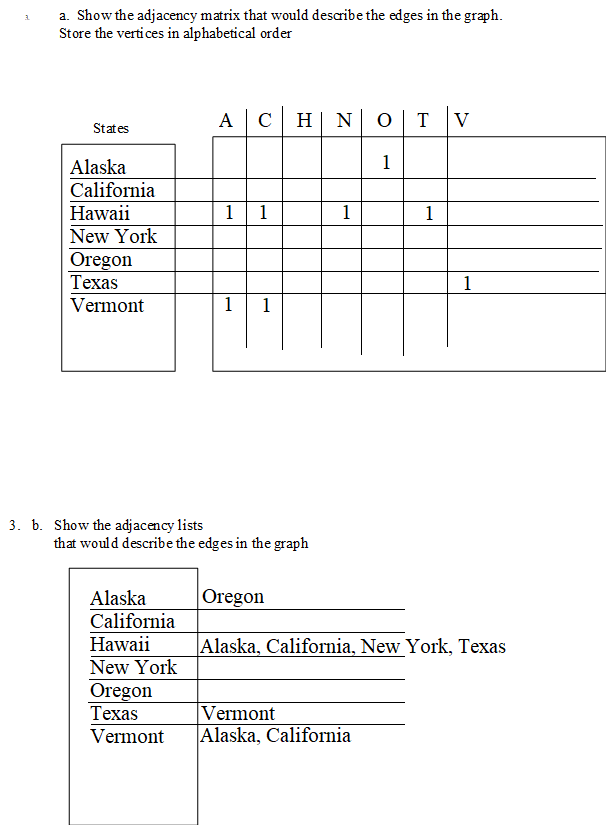 3. a. Show the adjacency matrix that would describe the edges in the graph.
Store the vertices in alphabetical order
States A C H N O T V
Alaska 1
California
Hawaii 1 1 1 1
New York
Oregon
Texas 1
Vermont 1 1
3. b. Show the adjacency lists
that would describe the edges in the graph
Alaska Oregon
California
Hawaii Alaska, California, New York, Texas
New York
Oregon
Texas Vermont
Vermont Alaska, California